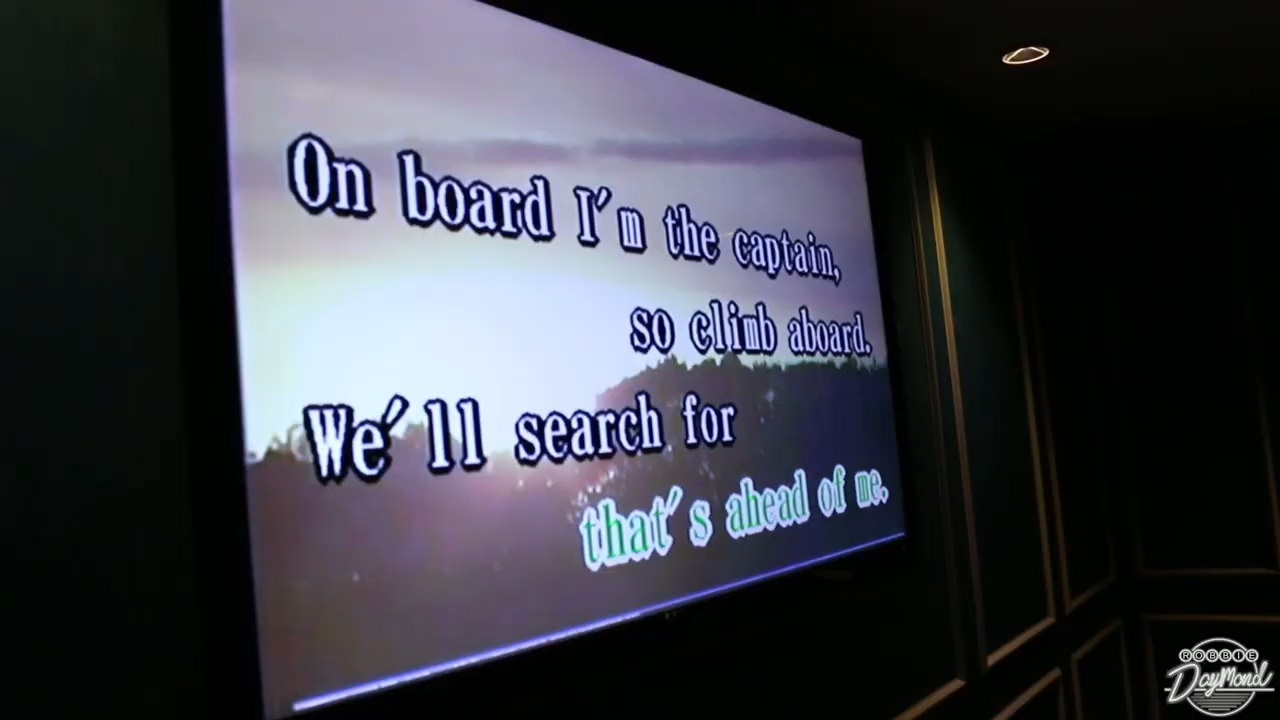 On board I'm the captain,
so climb aboard.
We'll search for
that's ahead of me.
ROBBIE
DayMond